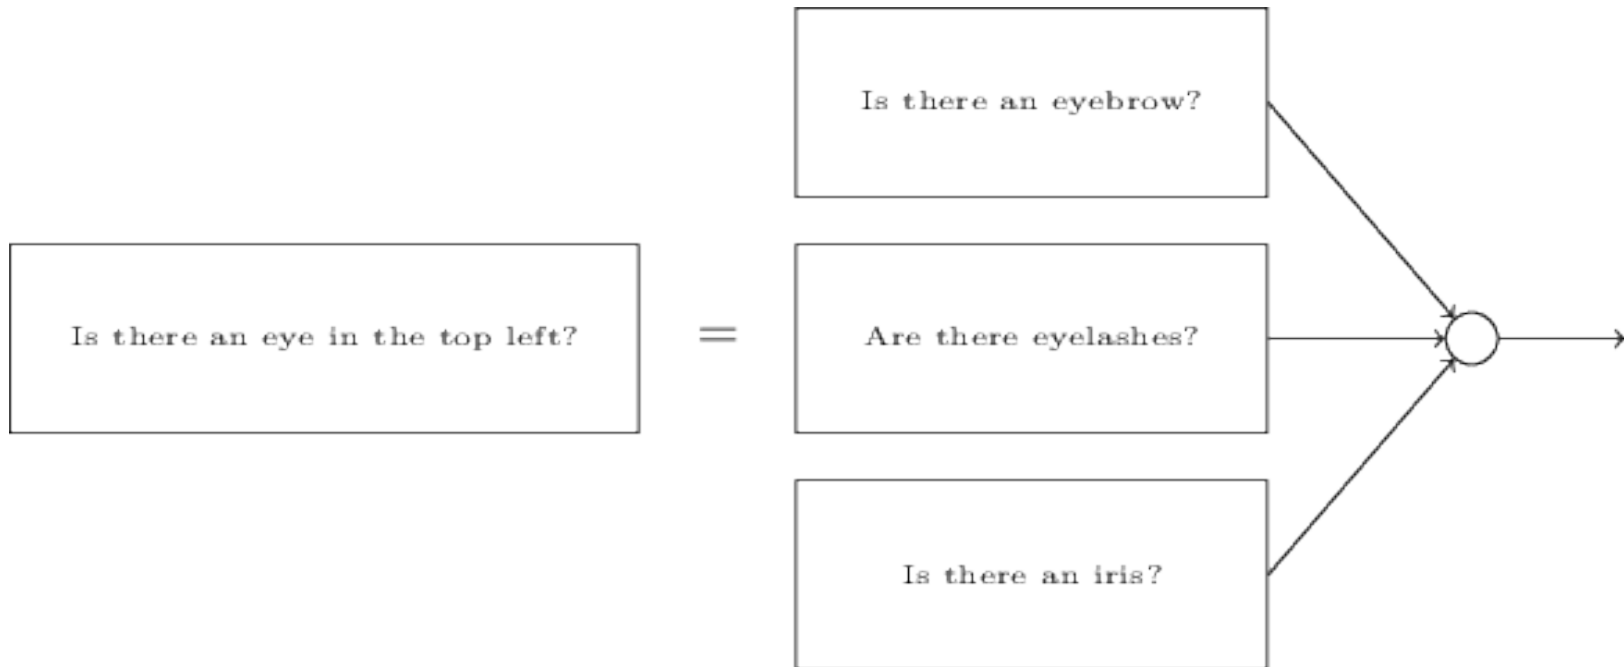 Is there an eyebrow?
Is there an eye in the top left?
=
Are there eyelashes?
Is there an iris?